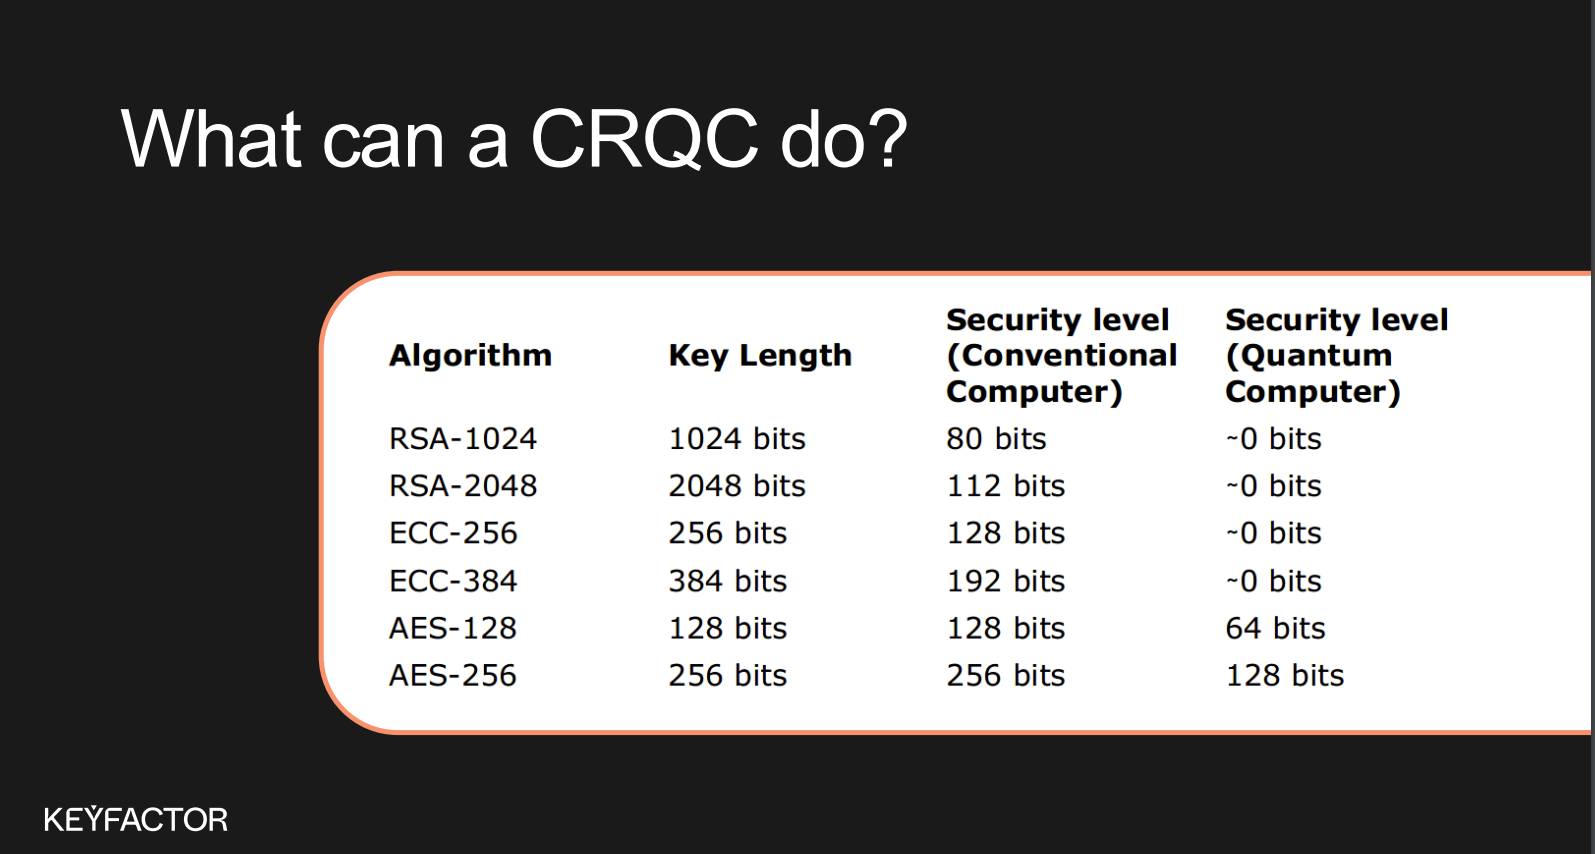 What can a CRQC do?
Algorithm Key Length Security level (Conventional Computer) Security level (Quantum Computer)
RSA-1024 1024 bits 80 bits ~0 bits
RSA-2048 2048 bits 112 bits ~0 bits
ECC-256 256 bits 128 bits ~0 bits
ECC-384 384 bits 192 bits ~0 bits
AES-128 128 bits 128 bits 64 bits
AES-256 256 bits 256 bits 128 bits
KEYFACTOR